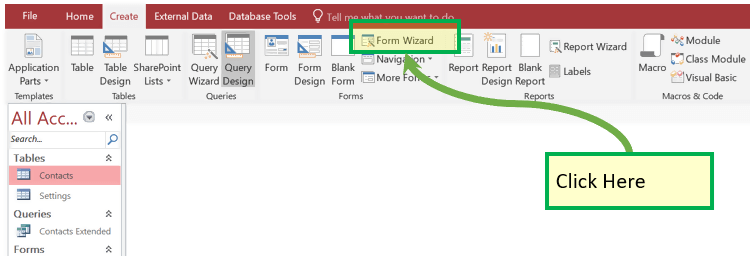 File Home Create External Data Database Tools Tell me what you want to do
Application Parts
Table
Table Design
SharePoint Lists
Query Wizard
Query Design
Form
Form Design
Blank Form
Form Wizard
Navigation
More Forms
Report
Report Design
Blank Report
Report Wizard
Labels
Macro
Module
Class Module
Visual Basic
Templates Tables Queries Forms Reports Macros & Code
All Acc...
Search...
Tables
Contacts
Settings
Queries
Contacts Extended
Forms
Click Here